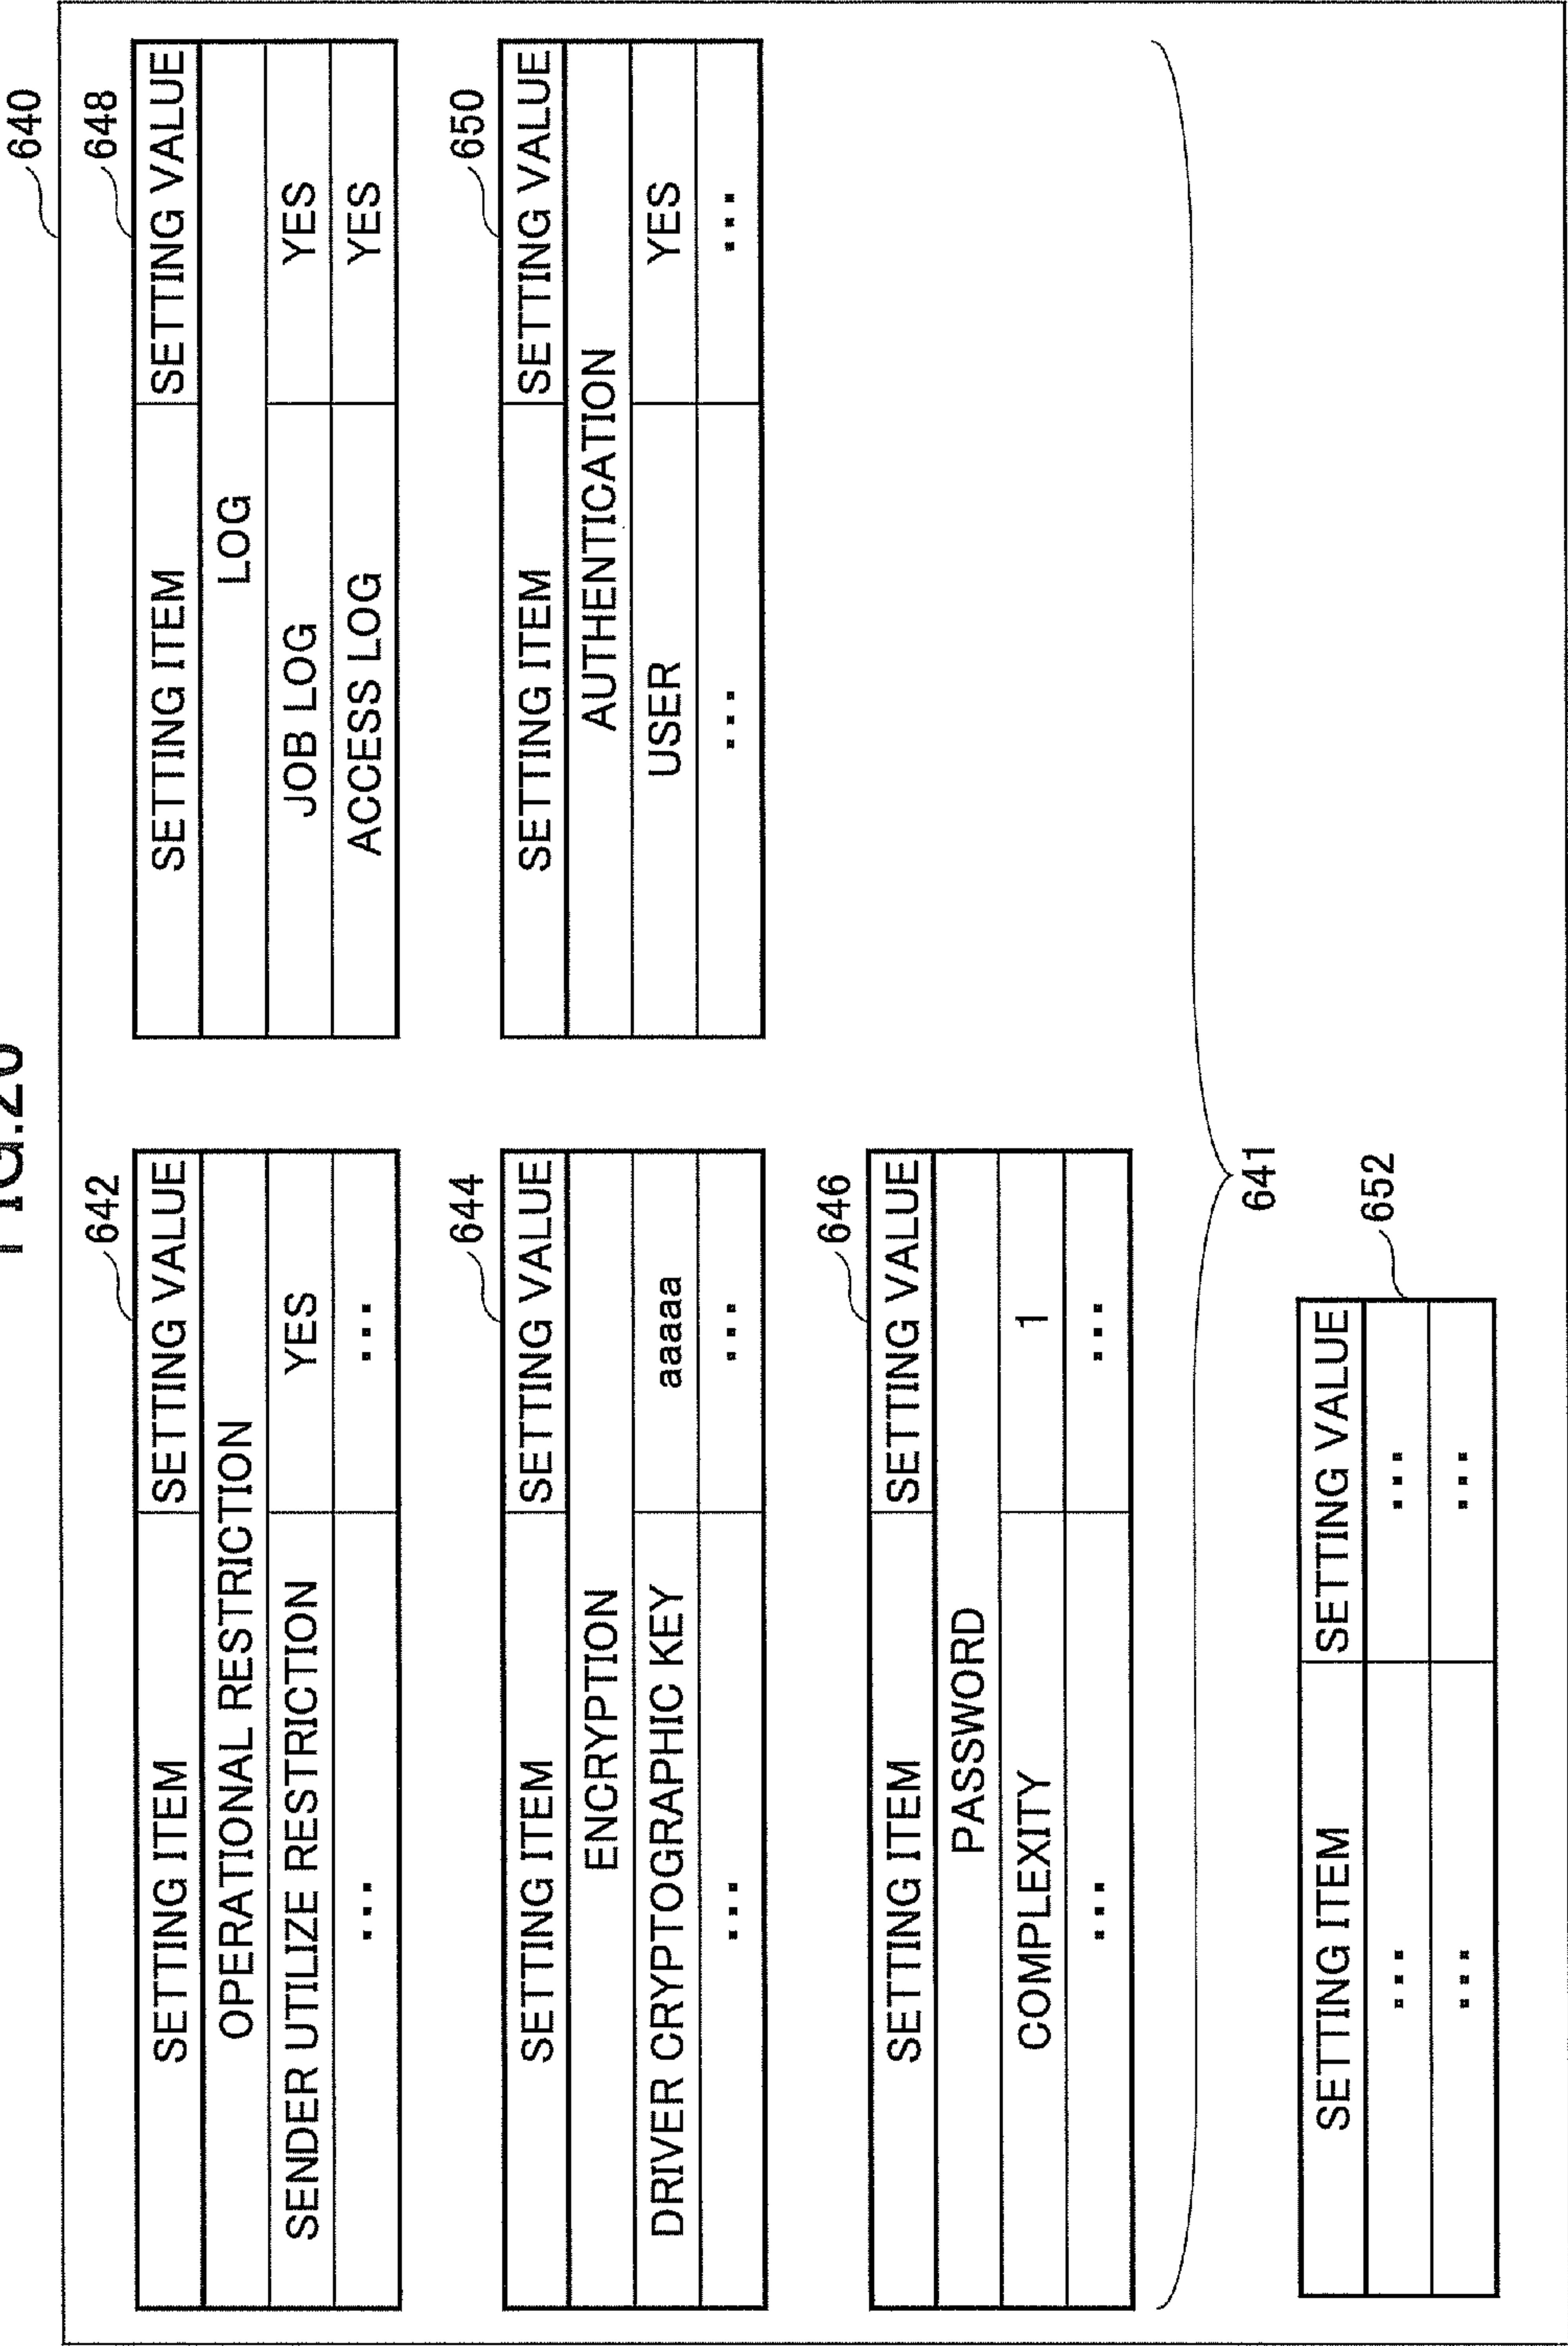 640
642
SETTING ITEM SETTING VALUE
OPERATIONAL RESTRICTION
SENDER UTILIZE RESTRICTION YES
... ...
648
SETTING ITEM SETTING VALUE
LOG
JOB LOG YES
ACCESS LOG YES
644
SETTING ITEM SETTING VALUE
ENCRYPTION
DRIVER CRYPTOGRAPHIC KEY aaaaa
... ...
650
SETTING ITEM SETTING VALUE
AUTHENTICATION
USER YES
... ...
646
SETTING ITEM SETTING VALUE
PASSWORD
COMPLEXITY 1
... ...
641
652
SETTING ITEM SETTING VALUE
... ...
... ...